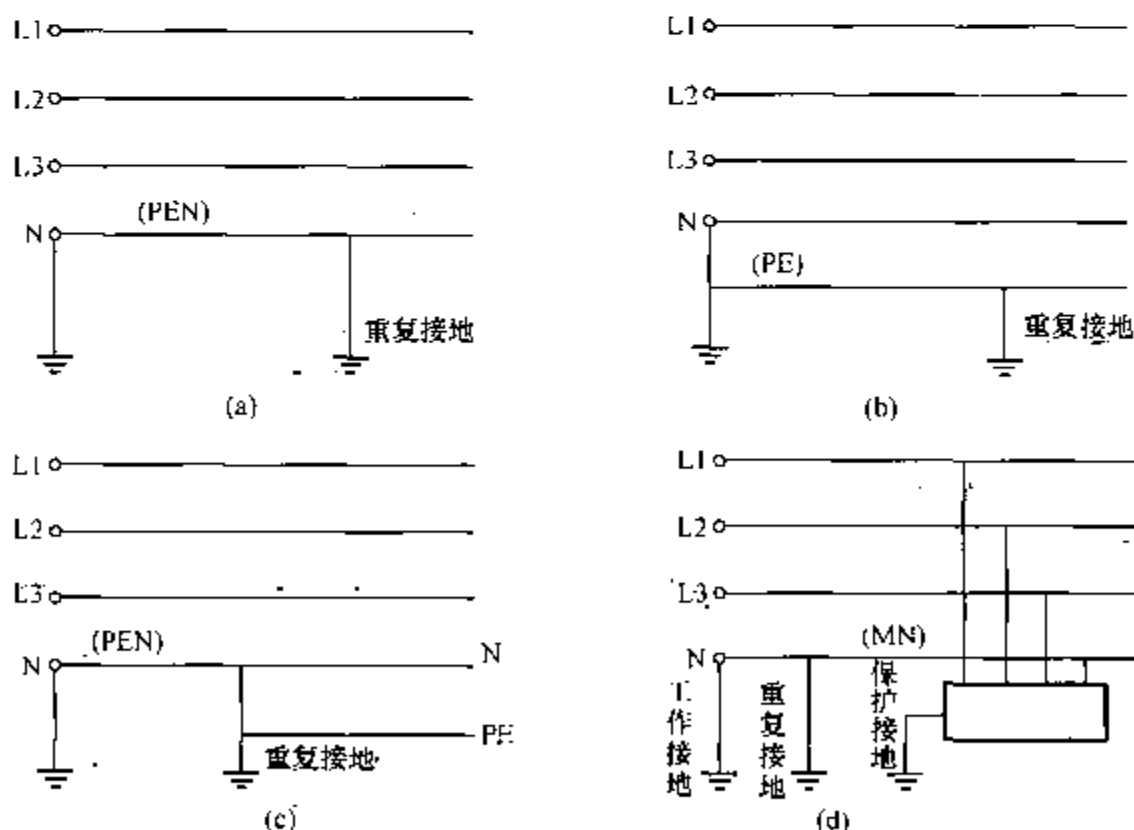 L1
L2
L3
(PEN)
N
重复接地
(a)
L1
L2
L3
N
(PE)
重复接地
(b)
L1
L2
L3
(PEN)
N
N
PE
重复接地
(c)
L1
L2
L3
(MN)
N
工作接地
重复接地
保护接地
(d)